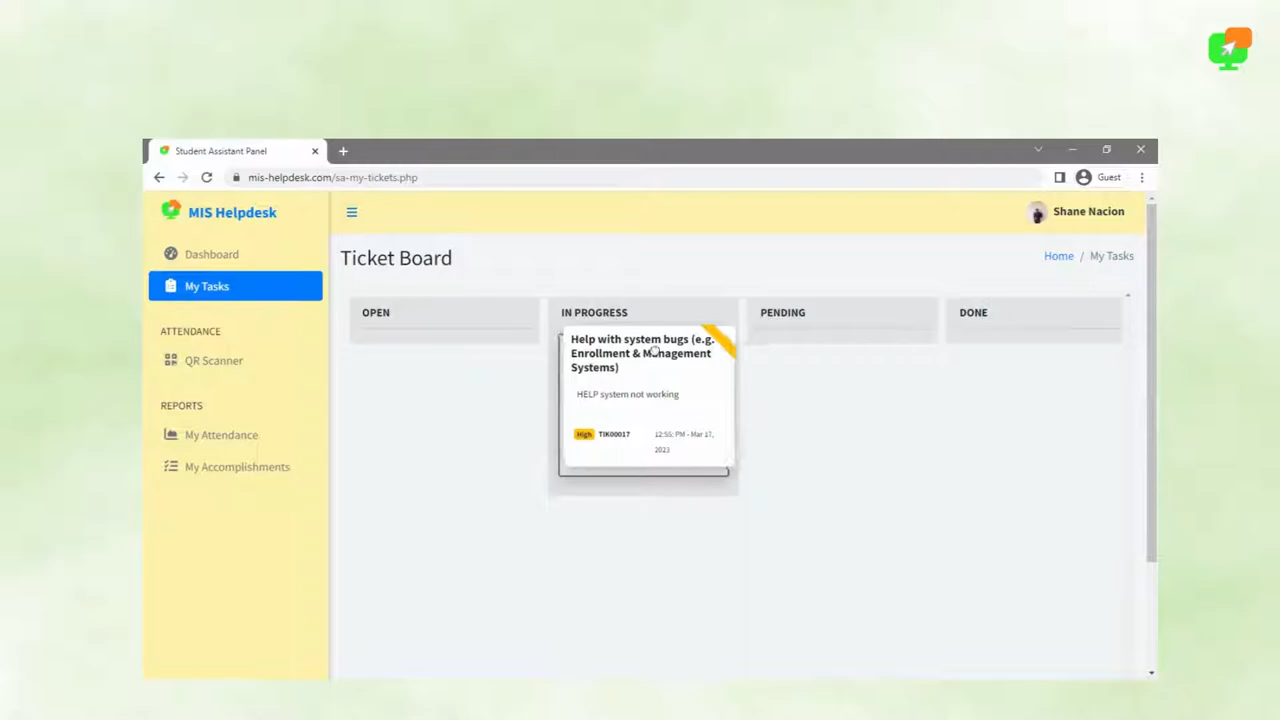 Student Assistant Panel
mis-helpdesk.com/sa-my-tickets.php
Guest
MIS Helpdesk
Shane Nacion
Dashboard
My Tasks
ATTENDANCE
QR Scanner
REPORTS
My Attendance
My Accomplishments
Ticket Board
Home / My Tasks
OPEN
IN PROGRESS
PENDING
DONE
Help with system bugs (e.g.
Enrollment & Management
Systems)
HELP system not working
High TIK00017
12:55: PM - Mar 17,
2023